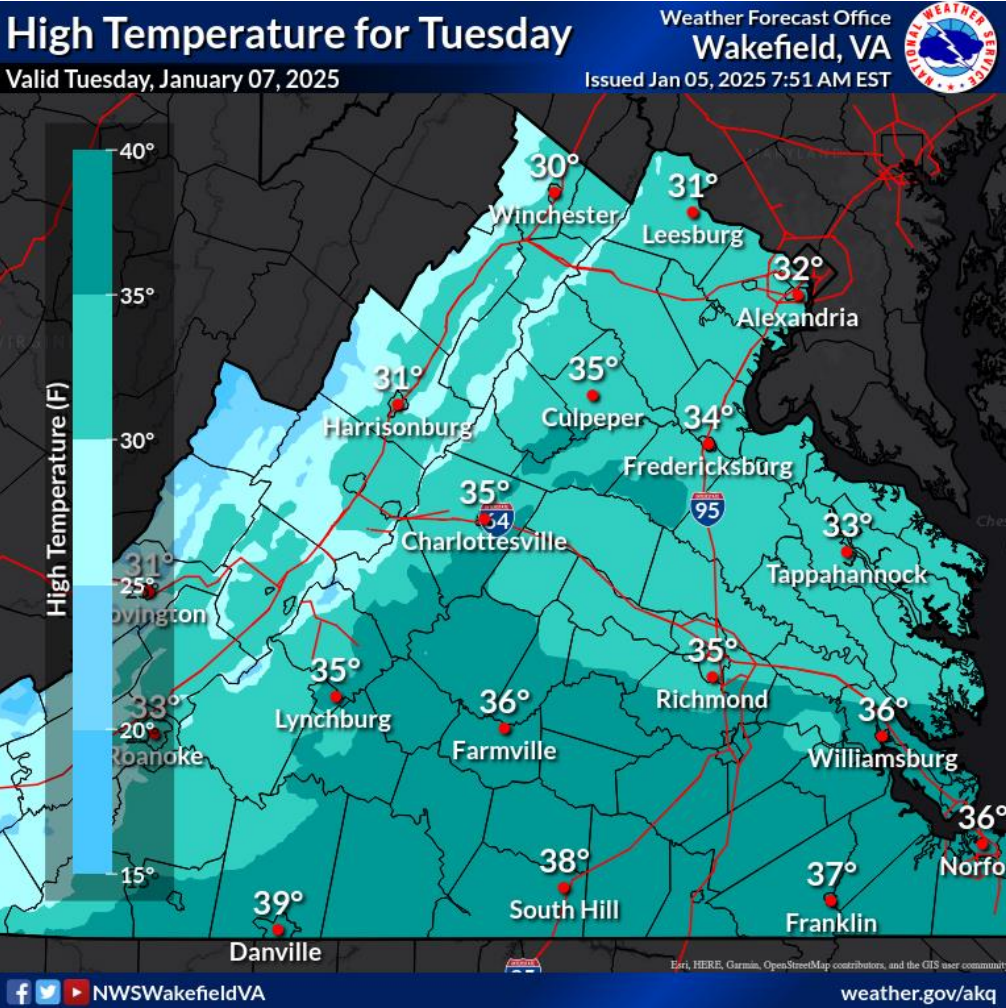 High Temperature for Tuesday
Valid Tuesday, January 07, 2025
Weather Forecast Office
Wakefield, VA
Issued Jan 05, 2025 7:51 AM EST
NATIONAL WEATHER SERVICE
MARYLAND
40°
35°
30°
25°
20°
15°
High Temperature (F)
30°
Winchester
31°
Leesburg
32°
Alexandria
31°
Harrisonburg
35°
Culpeper
34°
Fredericksburg
35°
64
Charlottesville
95
33°
Tappahannock
31°
ovington
35°
Richmond
35°
Lynchburg
33°
Roanoke
36°
Farmville
36°
Williamsburg
36°
Norfo
38°
South Hill
37°
Franklin
39°
Danville
Esri, HERE, Garmin, OpenStreetMap contributors, and the GIS user community
NWSWakefieldVA
weather.gov/akq